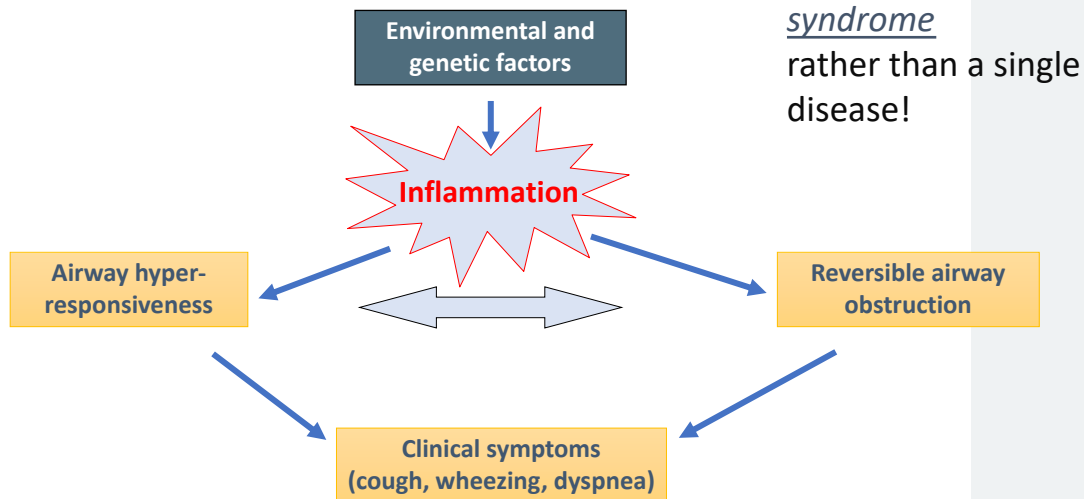 Environmental and
genetic factors
syndrome
rather than a single
disease!
Inflammation
Airway hyper-
responsiveness
Reversible airway
obstruction
Clinical symptoms
(cough, wheezing, dyspnea)